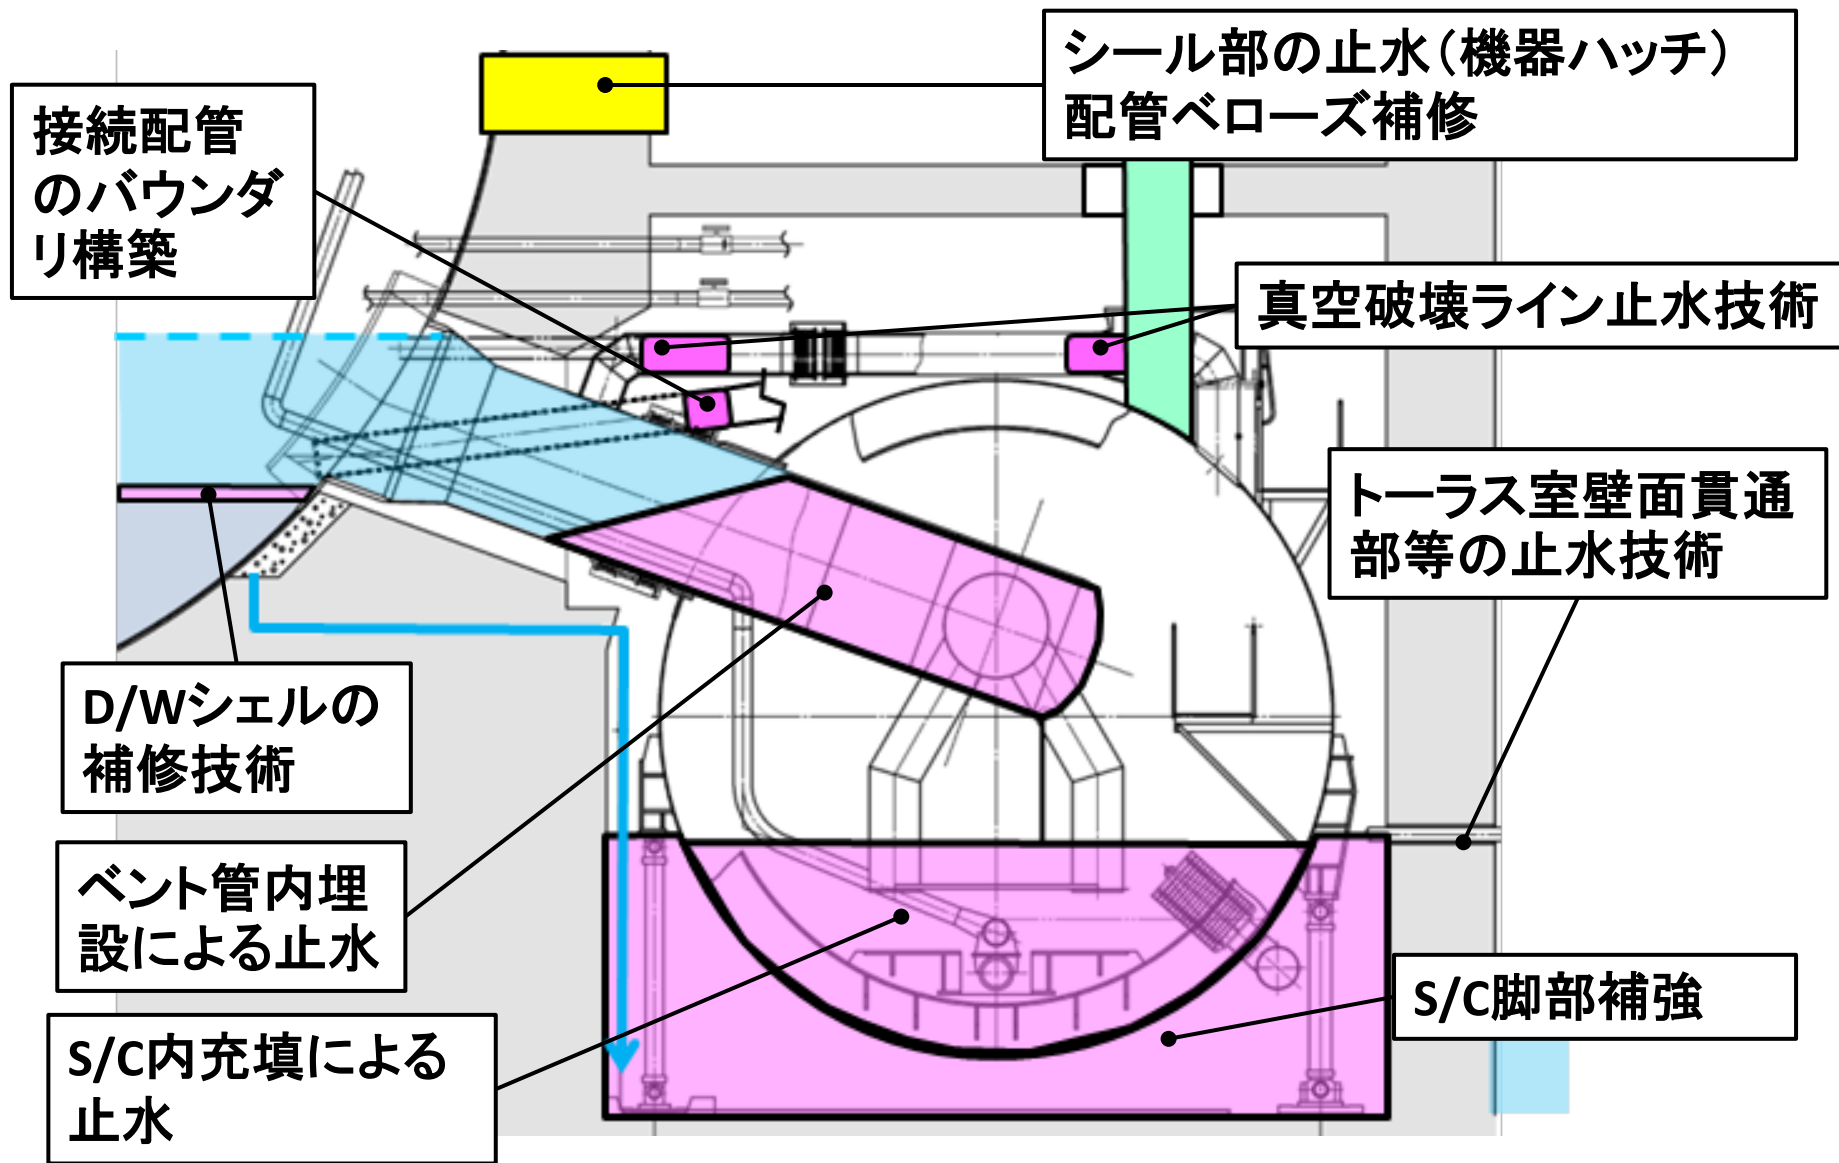 シール部の止水（機器ハッチ）
配管ベローズ補修
接続配管
のバウンダ
リ構築
真空破壊ライン止水技術
トーラス室壁面貫通
部等の止水技術
D/Wシェルの
補修技術
ベント管内埋
設による止水
S/C脚部補強
S/C内充填による
止水